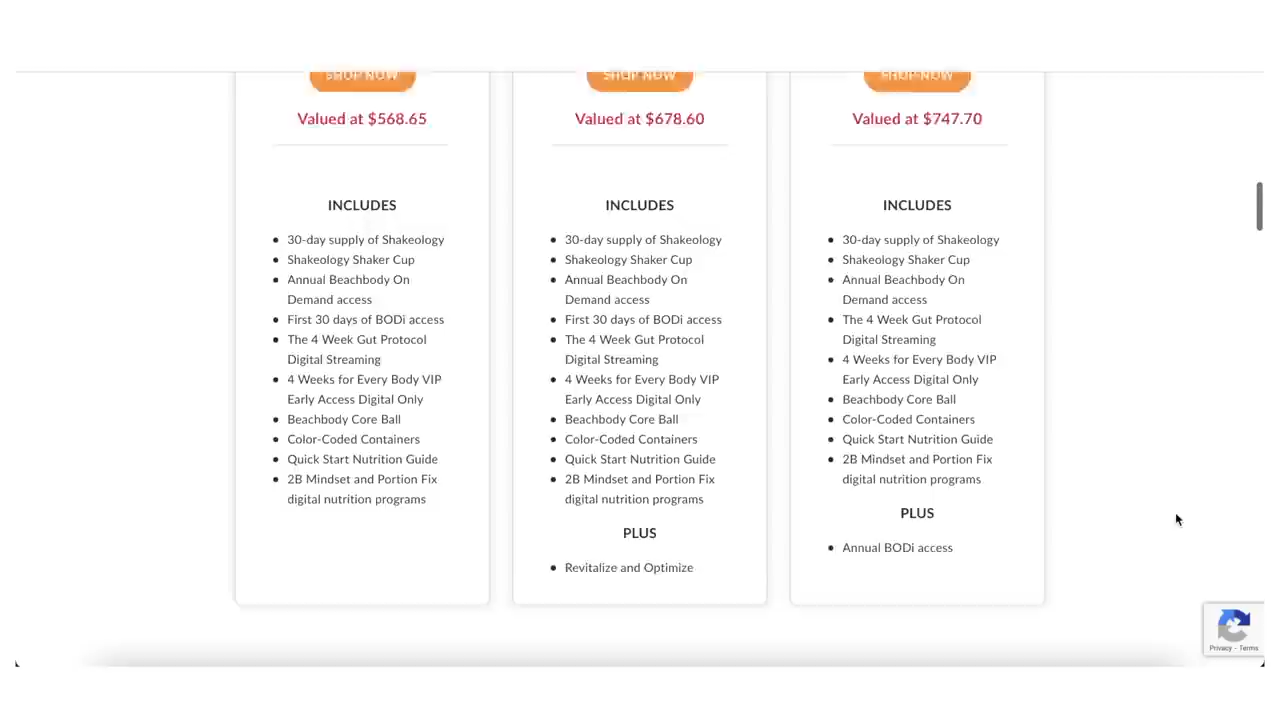 SHOP NOW
Valued at $568.65
INCLUDES
30-day supply of Shakeology
Shakeology Shaker Cup
Annual Beachbody On
Demand access
First 30 days of BODi access
The 4 Week Gut Protocol
Digital Streaming
4 Weeks for Every Body VIP
Early Access Digital Only
Beachbody Core Ball
Color-Coded Containers
Quick Start Nutrition Guide
2B Mindset and Portion Fix
digital nutrition programs
SHOP NOW
Valued at $678.60
INCLUDES
30-day supply of Shakeology
Shakeology Shaker Cup
Annual Beachbody On
Demand access
First 30 days of BODi access
The 4 Week Gut Protocol
Digital Streaming
4 Weeks for Every Body VIP
Early Access Digital Only
Beachbody Core Ball
Color-Coded Containers
Quick Start Nutrition Guide
2B Mindset and Portion Fix
digital nutrition programs
PLUS
Revitalize and Optimize
SHOP NOW
Valued at $747.70
INCLUDES
30-day supply of Shakeology
Shakeology Shaker Cup
Annual Beachbody On
Demand access
The 4 Week Gut Protocol
Digital Streaming
4 Weeks for Every Body VIP
Early Access Digital Only
Beachbody Core Ball
Color-Coded Containers
Quick Start Nutrition Guide
2B Mindset and Portion Fix
digital nutrition programs
PLUS
Annual BODi access
Privacy - Terms